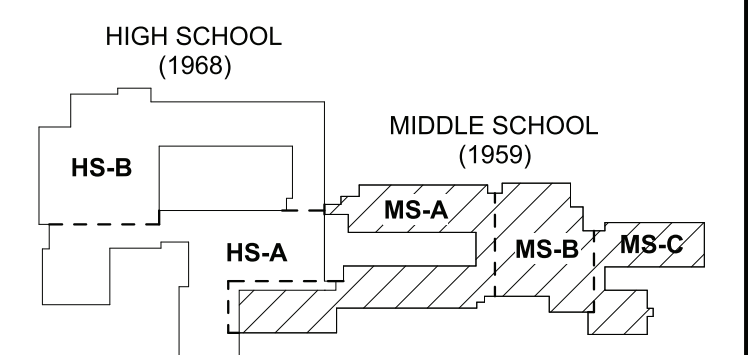 HIGH SCHOOL
(1968)
MIDDLE SCHOOL
(1959)
HS-B
MS-A
HS-A
MS-B
MS-C